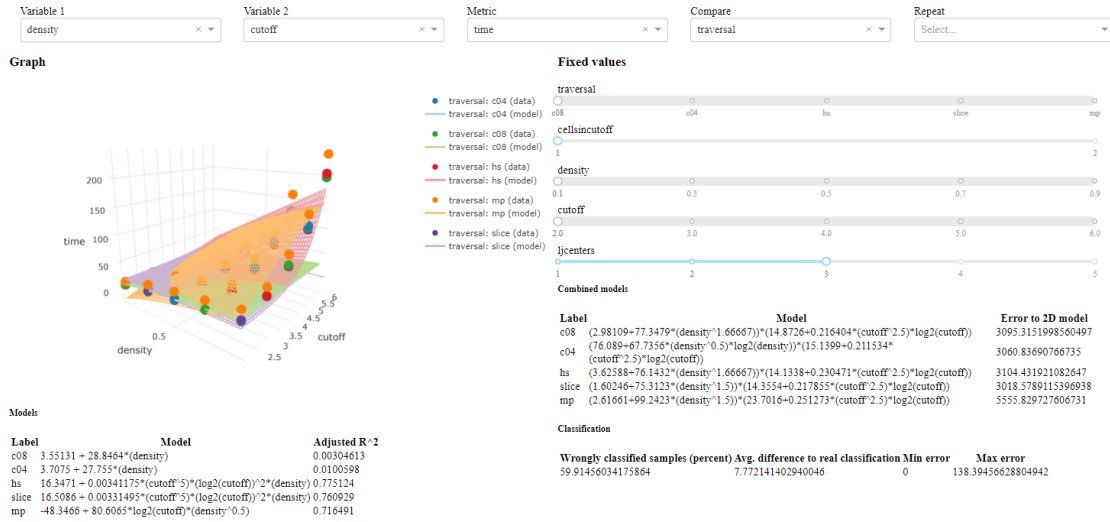 Variable 1
Variable 2
Metric
Compare
Repeat
density
cutoff
time
traversal
Select...
Graph
Fixed values
traversal: c04 (data)
traversal: c04 (model)
traversal: c08 (data)
traversal: c08 (model)
traversal: hs (data)
traversal: hs (model)
traversal: mp (data)
traversal: mp (model)
traversal: slice (data)
traversal: slice (model)
200
150
100
50
0
time
0.5
density
2.5
3
3.5
4
4.5
5
5.5
6
cutoff
traversal
c08 c04 hs slice mp
cellsincutoff
1 2
density
0.1 0.3 0.5 0.7 0.9
cutoff
2.0 3.0 4.0 5.0 6.0
ljcenters
1 2 3 4 5
Combined models
Label Model Error to 2D model
c08 (2.98109+77.3479*(density^1.66667))*(14.8726+0.216404*(cutoff^2.5)*log2(cutoff)) 3095.3151998560497
c04 (76.089+67.7356*(density^0.5)*log2(density))*(15.1399+0.211534*
(cutoff^2.5)*log2(cutoff)) 3060.83690766735
hs (3.62588+76.1432*(density^1.66667))*(14.1338+0.230471*(cutoff^2.5)*log2(cutoff)) 3104.431921082647
slice (1.60246+75.3123*(density^1.5))*(14.3554+0.217855*(cutoff^2.5)*log2(cutoff)) 3018.5789115396938
mp (2.61661+99.2423*(density^1.5))*(23.7016+0.251273*(cutoff^2.5)*log2(cutoff)) 5555.829727606731
Classification
Wrongly classified samples (percent) Avg. difference to real classification Min error Max error
59.91456034175864 7.772141402940046 0 138.39456628804942
Models
Label Model Adjusted R^2
c08 3.55131 + 28.8464*(density) 0.00304613
c04 3.7075 + 27.755*(density) 0.0100598
hs 16.3471 + 0.00341175*(cutoff^5)*(log2(cutoff))^2*(density) 0.775124
slice 16.5086 + 0.00331495*(cutoff^5)*(log2(cutoff))^2*(density) 0.760929
mp -48.3466 + 80.6065*log2(cutoff)*(density^0.5) 0.716491